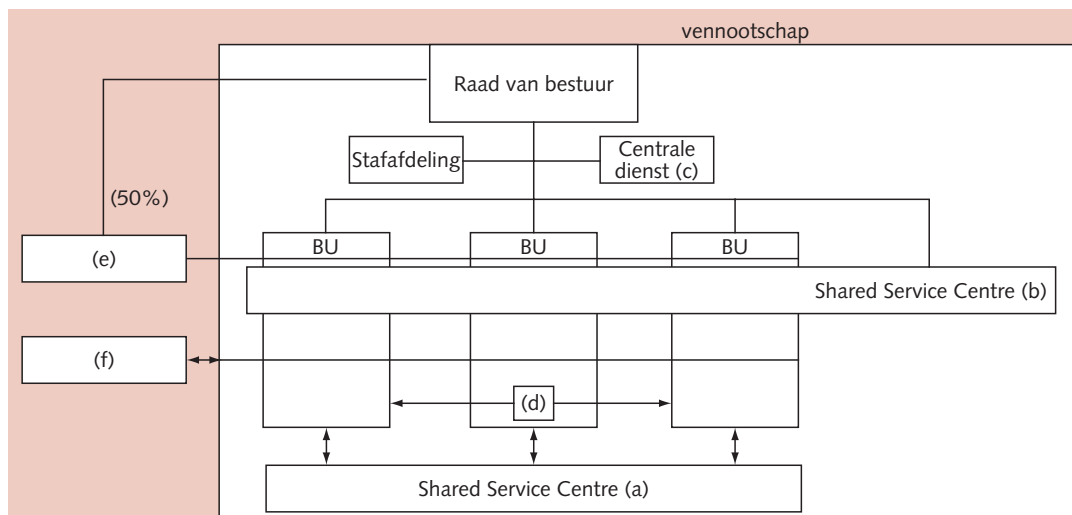 vennootschap
Raad van bestuur
Stafafdeling
Centrale
dienst (c)
(50%)
BU
BU
BU
(e)
Shared Service Centre (b)
(f)
(d)
Shared Service Centre (a)